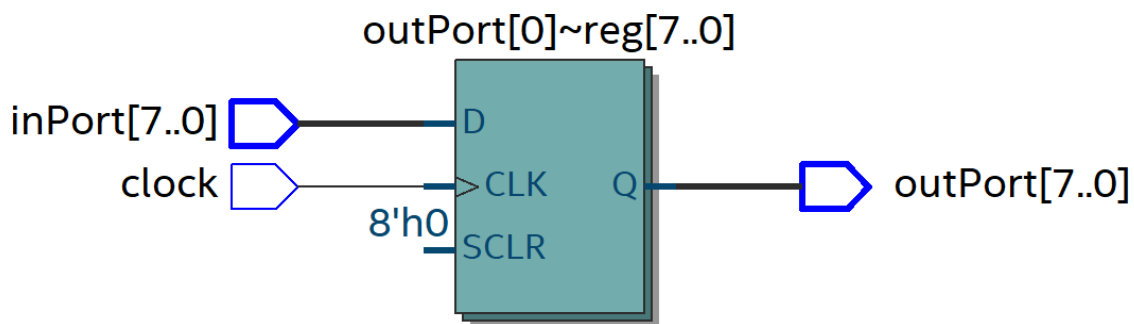 outPort[0]~reg[7..0]
inPort[7..0]
D
clock
CLK
Q
outPort[7..0]
8'h0
SCLR